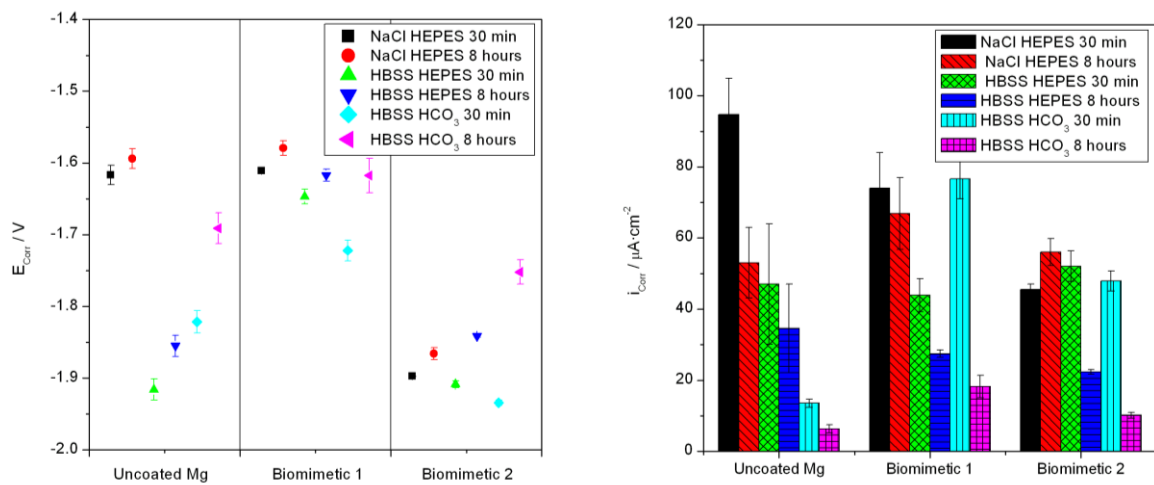 -1.4
-1.5
-1.6
-1.7
-1.8
-1.9
-2.0
E_Corr / V
NaCl HEPES 30 min
NaCl HEPES 8 hours
HBSS HEPES 30 min
HBSS HEPES 8 hours
HBSS HCO₃ 30 min
HBSS HCO₃ 8 hours
Uncoated Mg Biomimetic 1 Biomimetic 2
120
100
80
60
40
20
0
i_Corr / µA·cm⁻²
NaCl HEPES 30 min
NaCl HEPES 8 hours
HBSS HEPES 30 min
HBSS HEPES 8 hours
HBSS HCO₃ 30 min
HBSS HCO₃ 8 hours
Uncoated Mg Biomimetic 1 Biomimetic 2